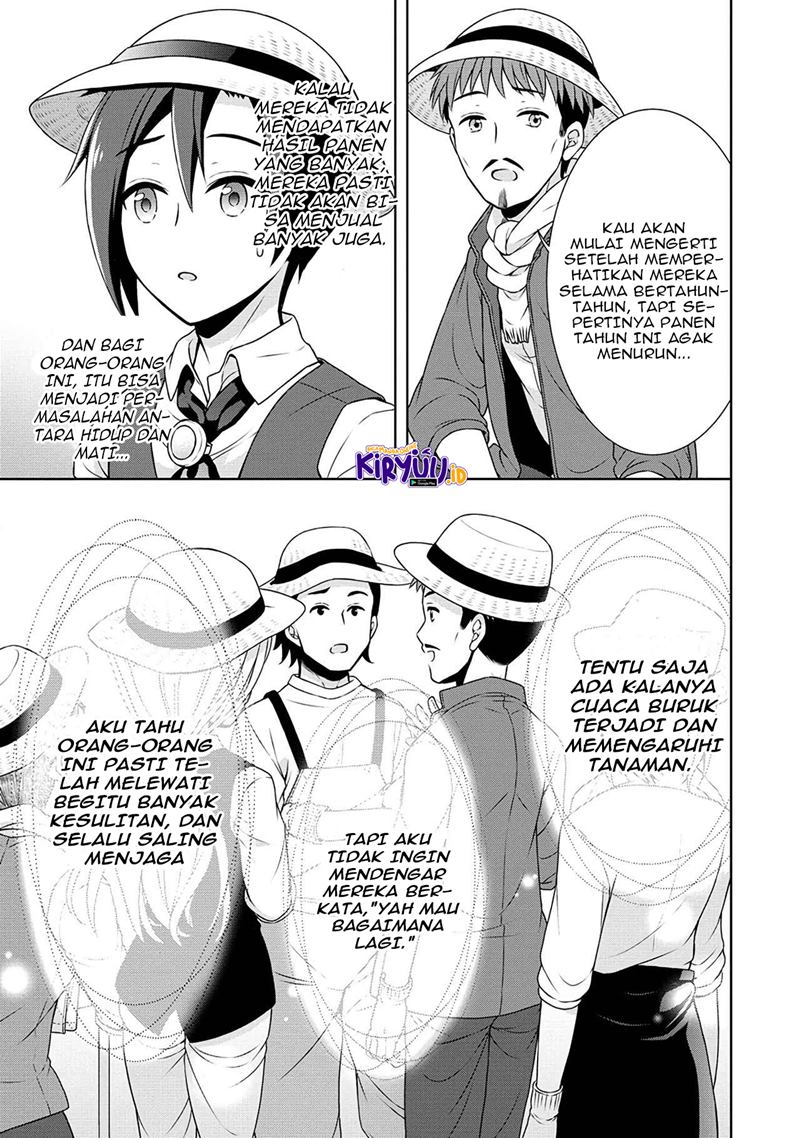 KAU AKAN
MULAI MENGERTI
SETELAH MEMPER-
HATIKAN MEREKA
SELAMA BERTAHUN-
TAHUN, TAPI SE-
PERTINYA PANEN
TAHUN INI AGAK
MENURUN...
KALAU
MEREKA TIDAK
MENDAPATKAN
HASIL PANEN
YANG BANYAK,
MEREKA PASTI
TIDAK AKAN BI-
SA MENJUAL
BANYAK JUGA.
DAN BAGI
ORANG-ORANG
INI, ITU BISA
MENJADI PER-
MASALAHAN AN-
TARA HIDUP DAN
MATI...
KIRYUU.ID
TENTU SAJA
ADA KALANYA
CUACA BURUK
TERJADI DAN
MEMENGARUHI
TANAMAN.
TAPI AKU
TIDAK INGIN
MENDENGAR
MEREKA BER-
KATA,"YAH MAU
BAGAIMANA
LAGI."
AKU TAHU
ORANG-ORANG
INI PASTI TE-
LAH MELEWATI
BEGITU BANYAK
KESULITAN, DAN
SELALU SALING
MENJAGA